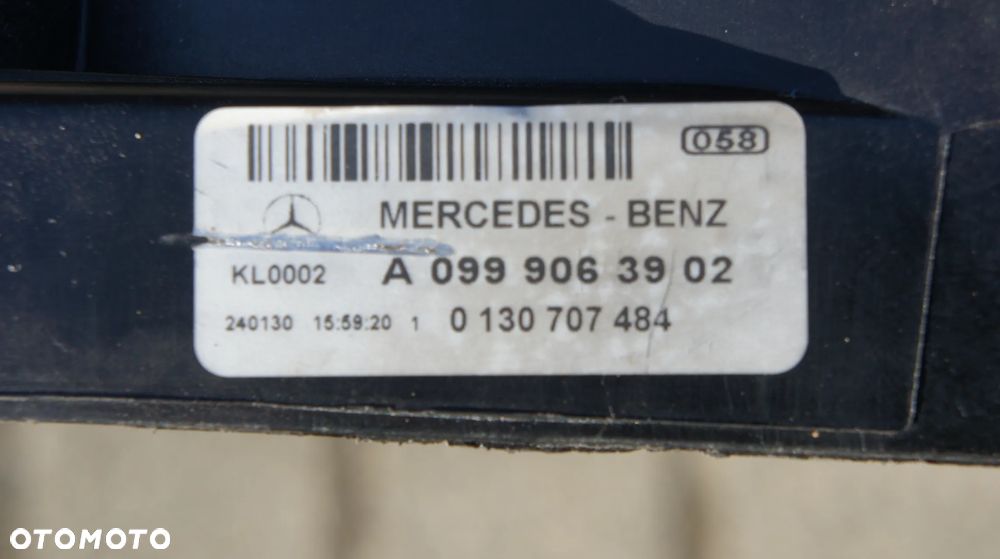 058
MERCEDES - BENZ
KL0002 A 099 906 39 02
240130 15:59:20 1 0 130 707 484
OTOMOTO